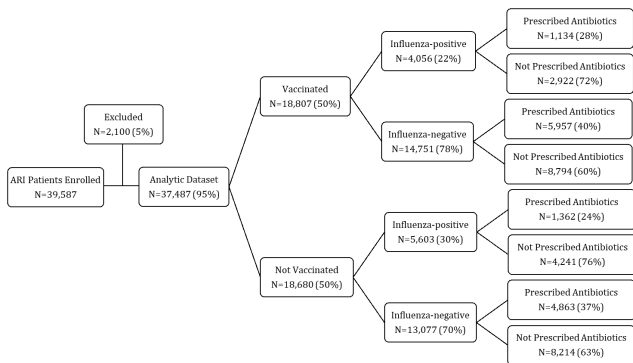 ARI Patients Enrolled
N=39,587
Excluded
N=2,100 (5%)
Analytic Dataset
N=37,487 (95%)
Vaccinated
N=18,807 (50%)
Influenza-positive
N=4,056 (22%)
Prescribed Antibiotics
N=1,134 (28%)
Not Prescribed Antibiotics
N=2,922 (72%)
Influenza-negative
N=14,751 (78%)
Prescribed Antibiotics
N=5,957 (40%)
Not Prescribed Antibiotics
N=8,794 (60%)
Not Vaccinated
N=18,680 (50%)
Influenza-positive
N=5,603 (30%)
Prescribed Antibiotics
N=1,362 (24%)
Not Prescribed Antibiotics
N=4,241 (76%)
Influenza-negative
N=13,077 (70%)
Prescribed Antibiotics
N=4,863 (37%)
Not Prescribed Antibiotics
N=8,214 (63%)